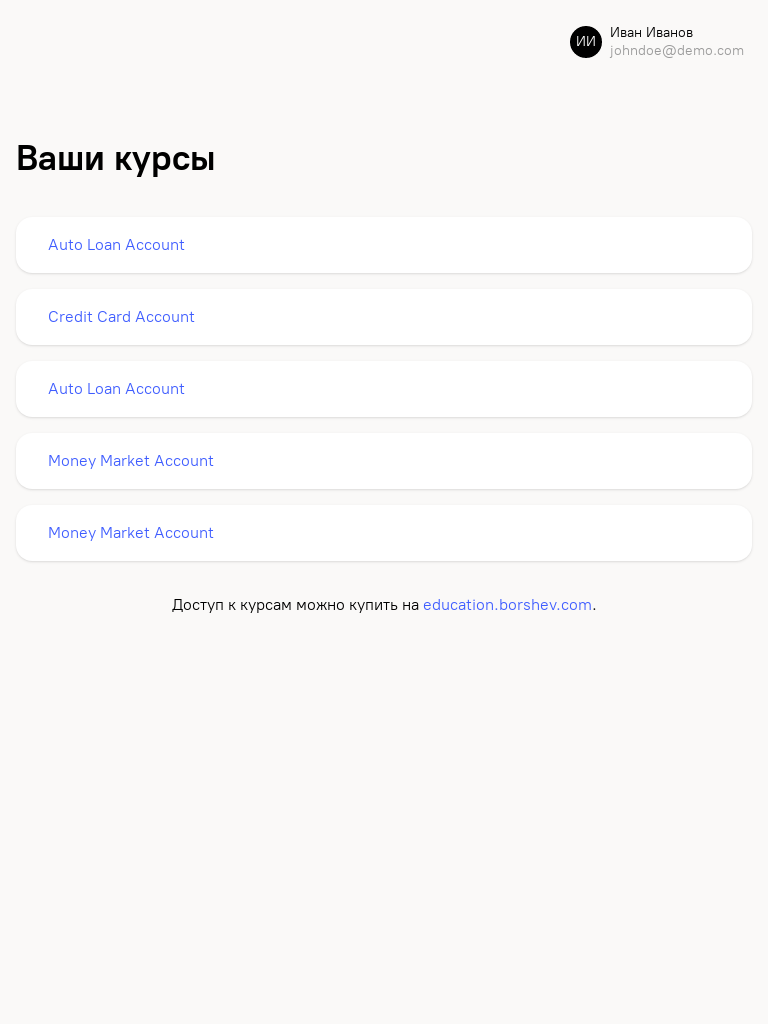 ИИ
Иван Иванов
johndoe@demo.com
Ваши курсы
Auto Loan Account
Credit Card Account
Auto Loan Account
Money Market Account
Money Market Account
Доступ к курсам можно купить на education.borshev.com.